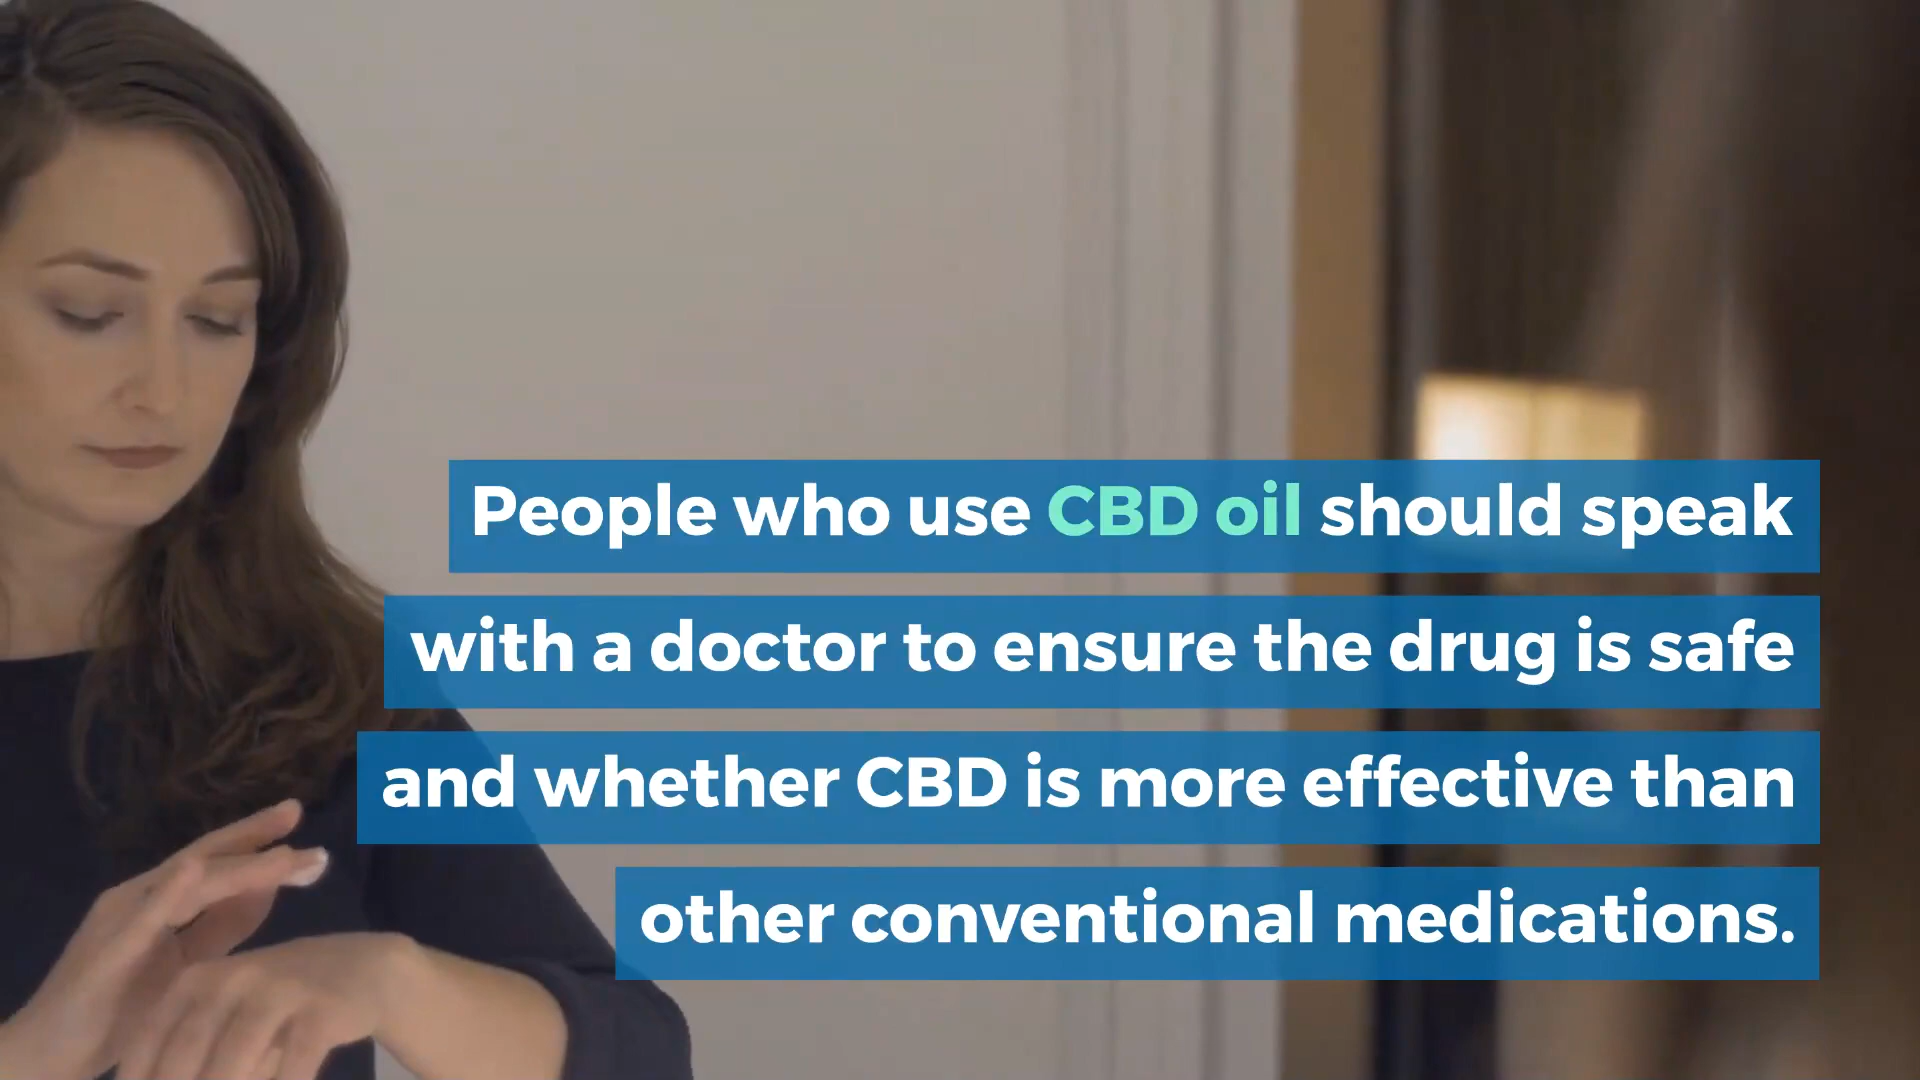 People who use CBD oil should speak
with a doctor to ensure the drug is safe
and whether CBD is more effective than
other conventional medications.